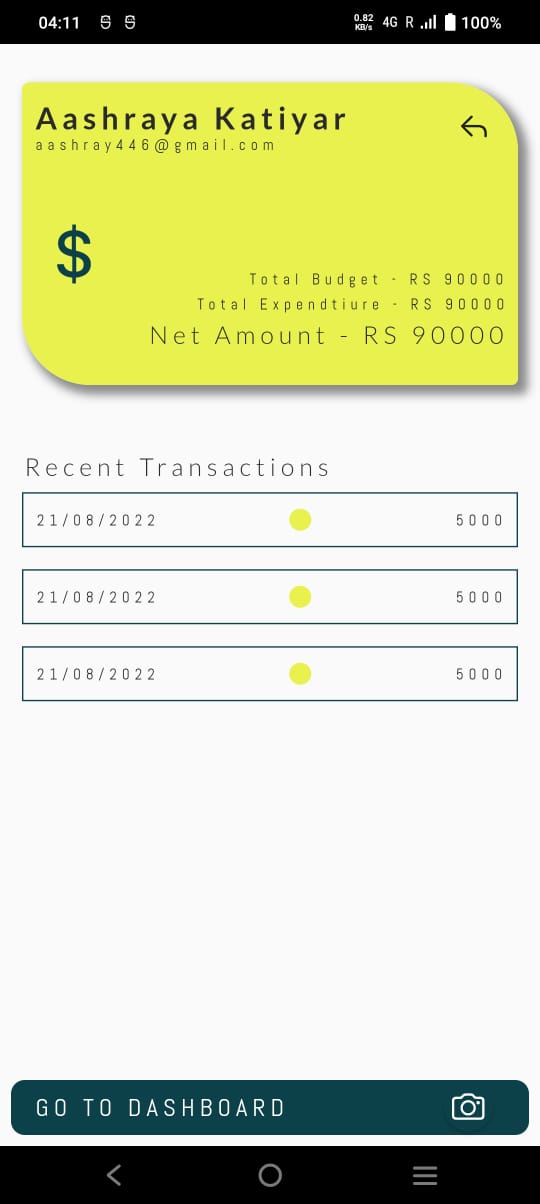 04:11 0.82 KB/s 4G R 100%
Aashraya Katiyar
aashray446@gmail.com
$
Total Budget - RS 90000
Total Expendtiure - RS 90000
Net Amount - RS 90000
Recent Transactions
21/08/2022 5000
21/08/2022 5000
21/08/2022 5000
GO TO DASHBOARD